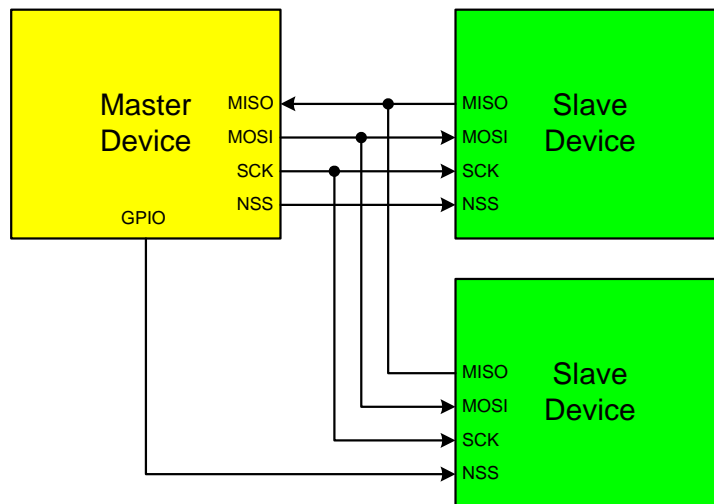 Master
Device
MISO
MOSI
SCK
NSS
GPIO
MISO
MOSI
SCK
NSS
Slave
Device
MISO
MOSI
SCK
NSS
Slave
Device